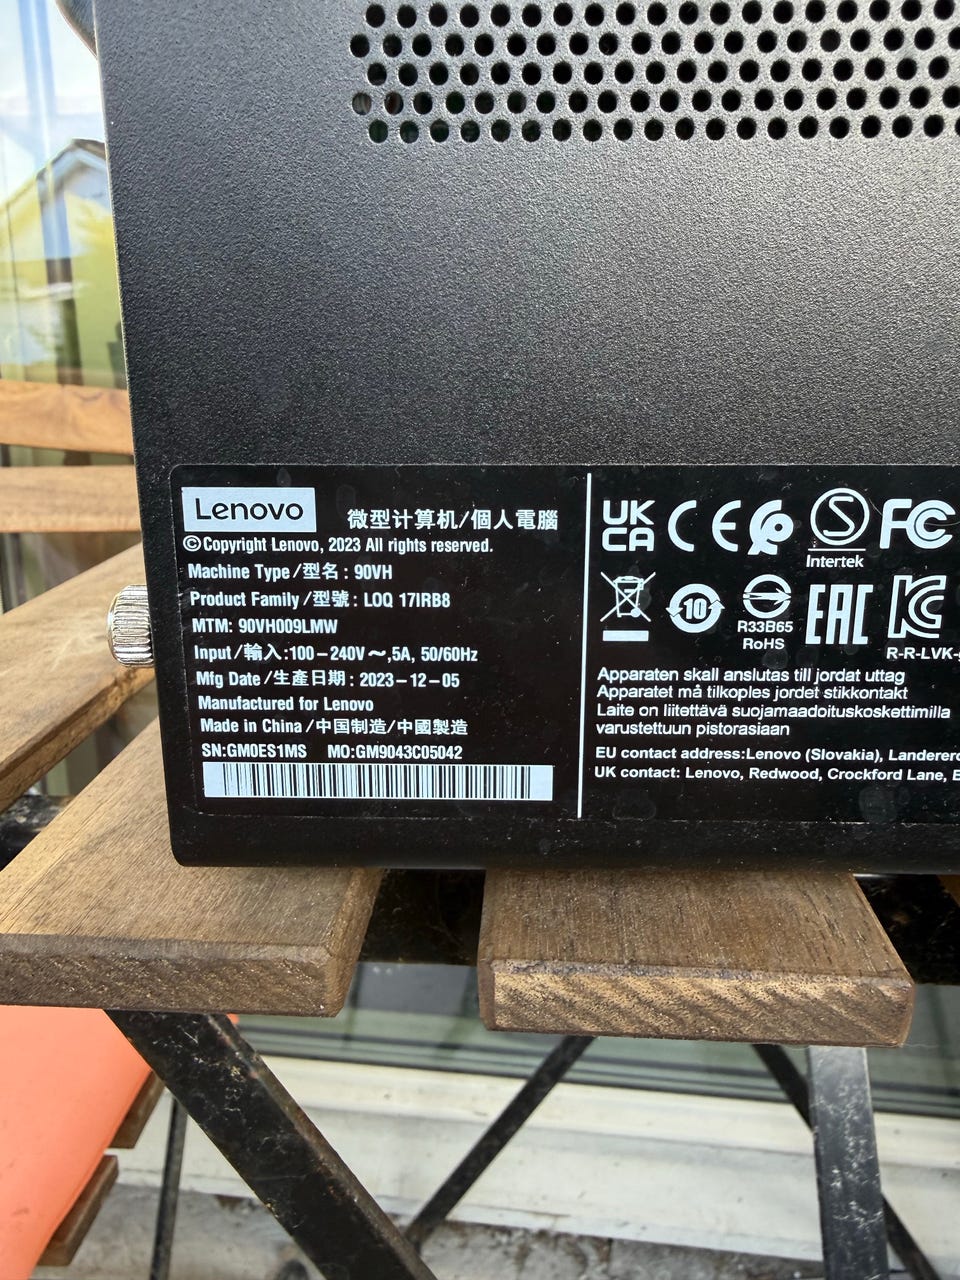 Lenovo 微型计算机/個人電腦
©Copyright Lenovo, 2023 All rights reserved.
Machine Type/型名: 90VH
Product Family/型號: LOQ 17IRB8
MTM: 90VH009LMW
Input/輸入:100-240V～,5A, 50/60Hz
Mfg Date/生產日期: 2023-12-05
Manufactured for Lenovo
Made in China/中国制造/中國製造
SN:GM0ES1MS MO:GM9043C05042
UK
CA
CE
S
Intertek
FC
10
R33B65
RoHS
EAC
R-R-LVK-
Apparaten skall anslutas till jordat uttag
Apparatet må tilkoples jordet stikkontakt
Laite on liitettävä suojamaadoituskoskettimilla
varustettuun pistorasiaan
EU contact address:Lenovo (Slovakia),
UK contact: Lenovo, Redwood, Crockford Lane,